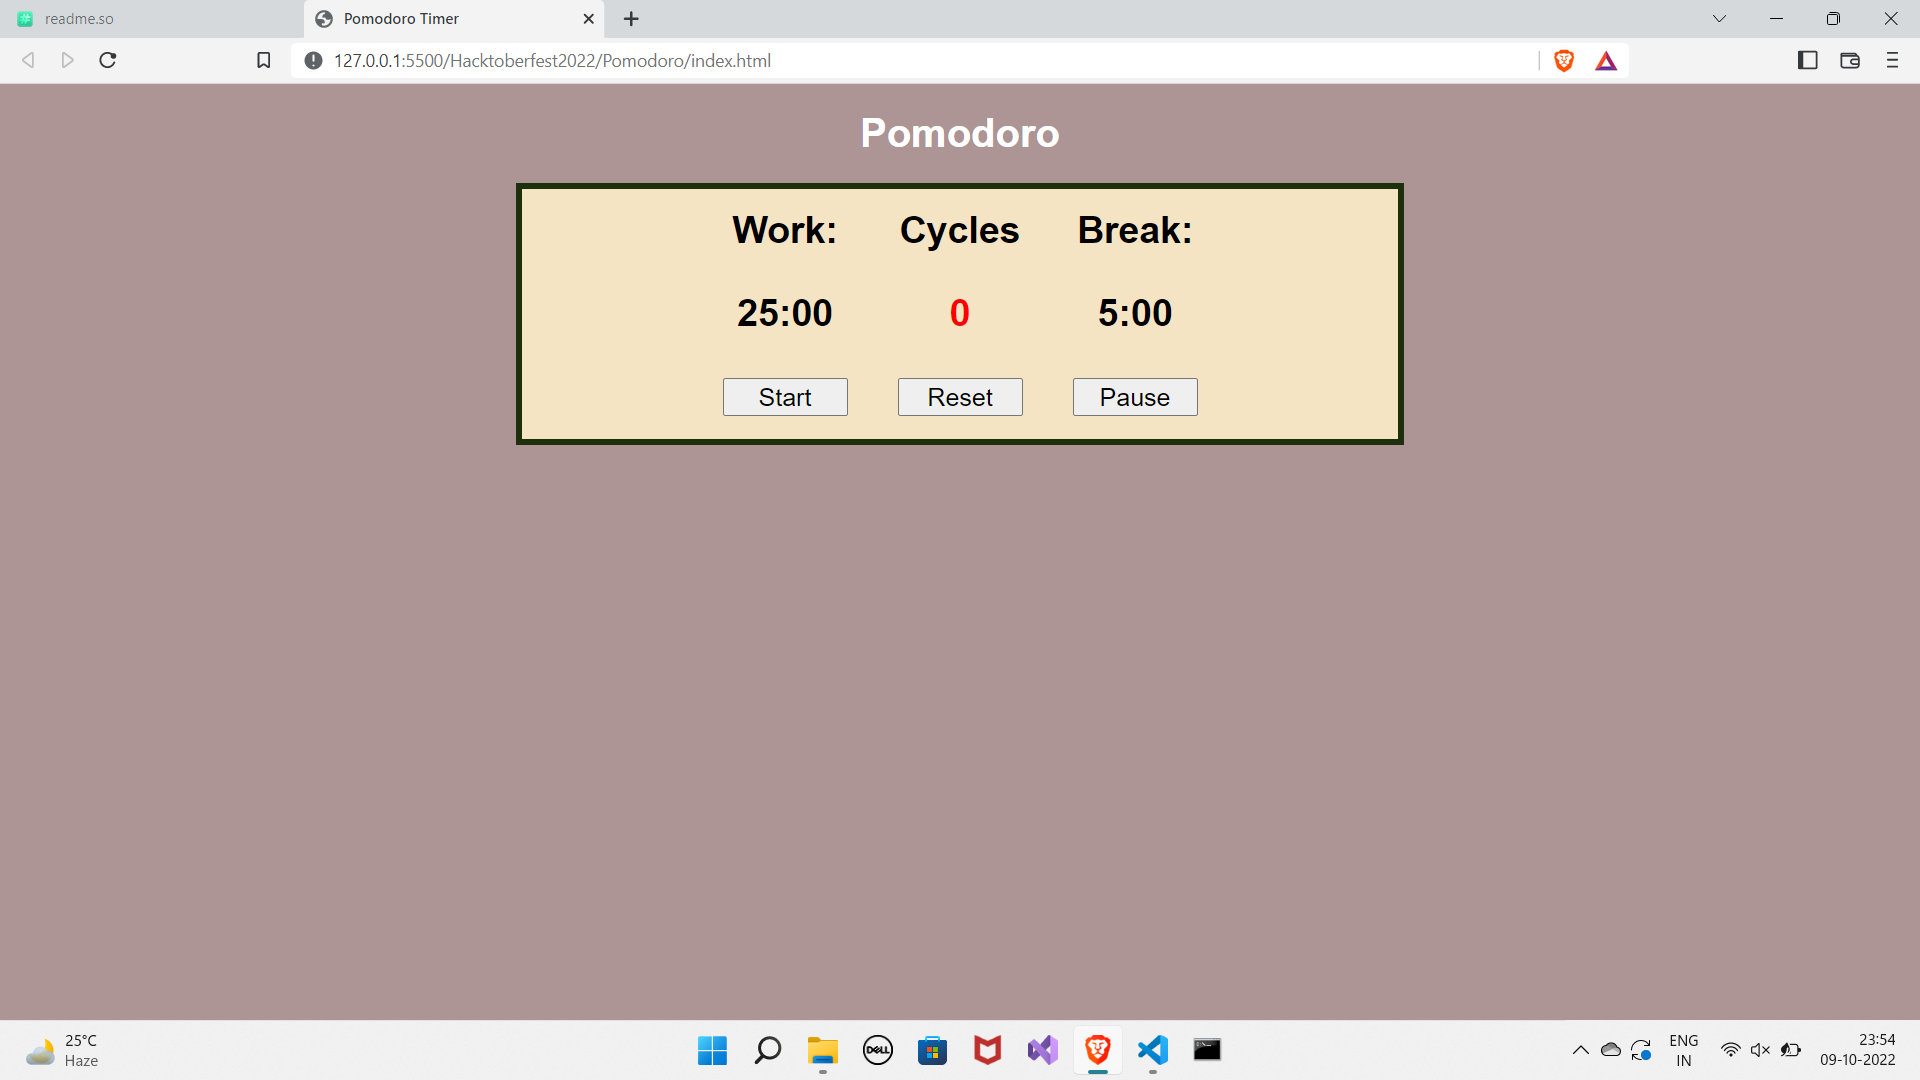 readme.so
Pomodoro Timer
127.0.0.1:5500/Hacktoberfest2022/Pomodoro/index.html
Pomodoro
Work: Cycles Break:
25:00 0 5:00
Start Reset Pause
25°C
Haze
DELL
ENG
IN
23:54
09-10-2022